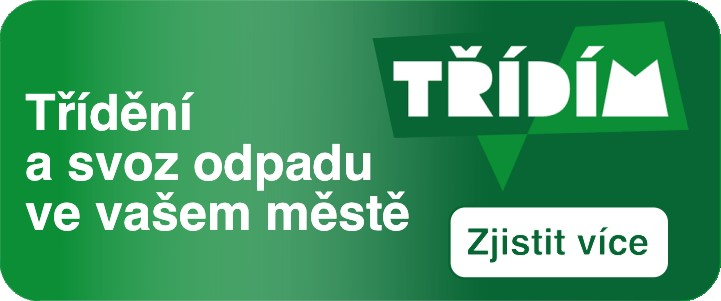 TŘÍDÍM
Třídění
a svoz odpadu
ve vašem městě
Zjistit více